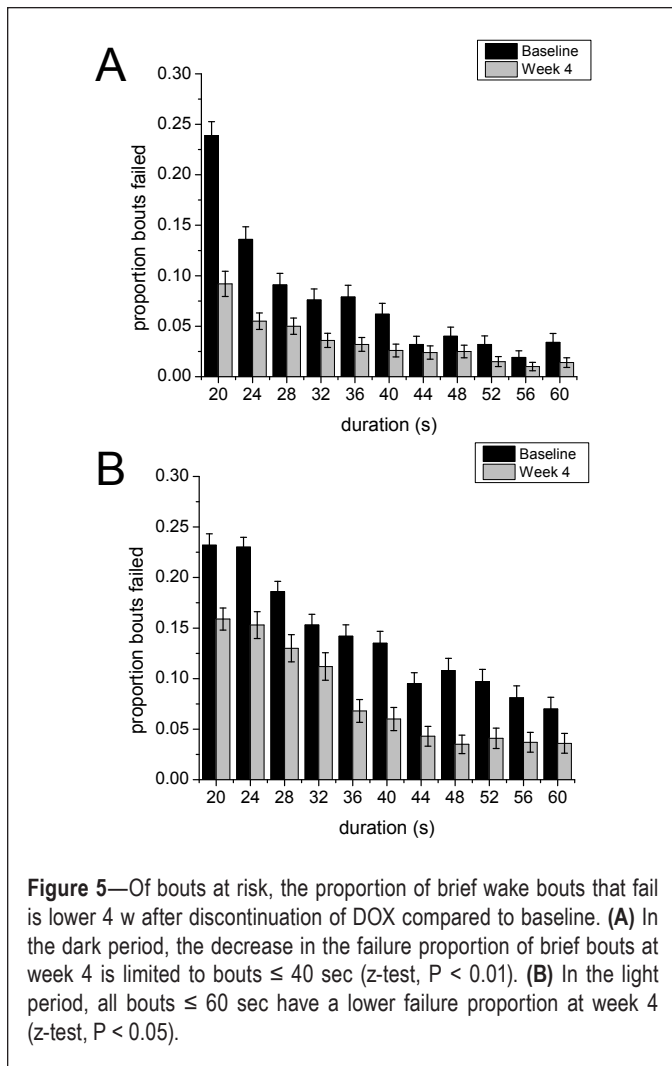 A
Baseline
Week 4
0.30
0.25
0.20
0.15
0.10
0.05
0.00
proportion bouts failed
20 24 28 32 36 40 44 48 52 56 60
duration (s)
B
Baseline
Week 4
0.30
0.25
0.20
0.15
0.10
0.05
0.00
proportion bouts failed
20 24 28 32 36 40 44 48 52 56 60
duration (s)
Figure 5—Of bouts at risk, the proportion of brief wake bouts that fail
is lower 4 w after discontinuation of DOX compared to baseline. (A) In
the dark period, the decrease in the failure proportion of brief bouts at
week 4 is limited to bouts ≤ 40 sec (z-test, P < 0.01). (B) In the light
period, all bouts ≤ 60 sec have a lower failure proportion at week 4
(z-test, P < 0.05).